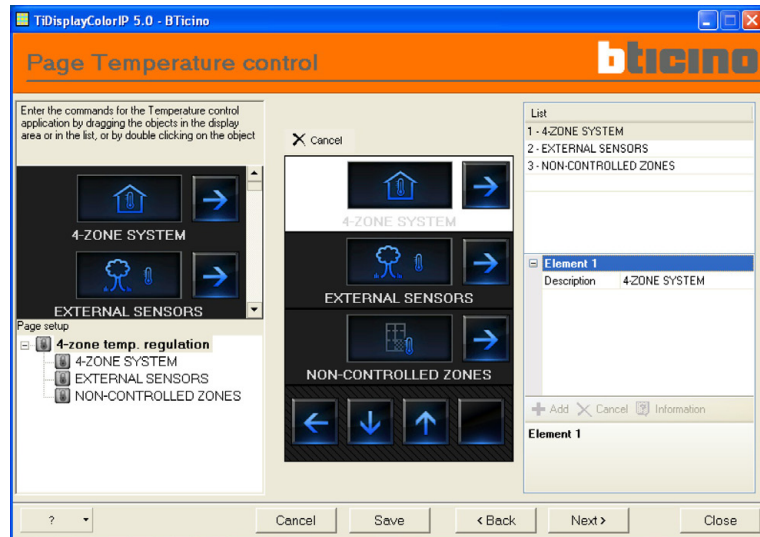 TiDisplayColorIP 5.0 - BTicino
Page Temperature control
bticino
Enter the commands for the Temperature control
application by dragging the objects in the display
area or in the list, or by double clicking on the object
4-ZONE SYSTEM
EXTERNAL SENSORS
Page setup
4-zone temp. regulation
4-ZONE SYSTEM
EXTERNAL SENSORS
NON-CONTROLLED ZONES
Cancel
4-ZONE SYSTEM
EXTERNAL SENSORS
NON-CONTROLLED ZONES
List
1 - 4-ZONE SYSTEM
2 - EXTERNAL SENSORS
3 - NON-CONTROLLED ZONES
Element 1
Description 4-ZONE SYSTEM
Add Cancel Information
Element 1
? Cancel Save < Back Next > Close